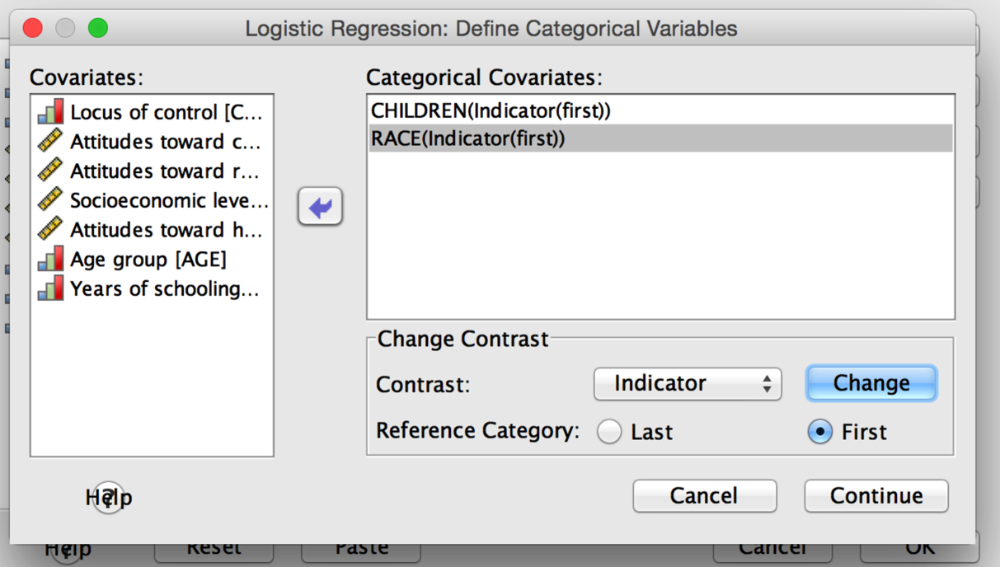 Logistic Regression: Define Categorical Variables
Covariates:
Locus of control [C...
Attitudes toward c...
Attitudes toward r...
Socioeconomic leve...
Attitudes toward h...
Age group [AGE]
Years of schooling...
Categorical Covariates:
CHILDREN(Indicator(first))
RACE(Indicator(first))
Change Contrast
Contrast: Indicator Change
Reference Category: Last First
Help ? Cancel Continue
Help ? Reset Paste Cancel OK